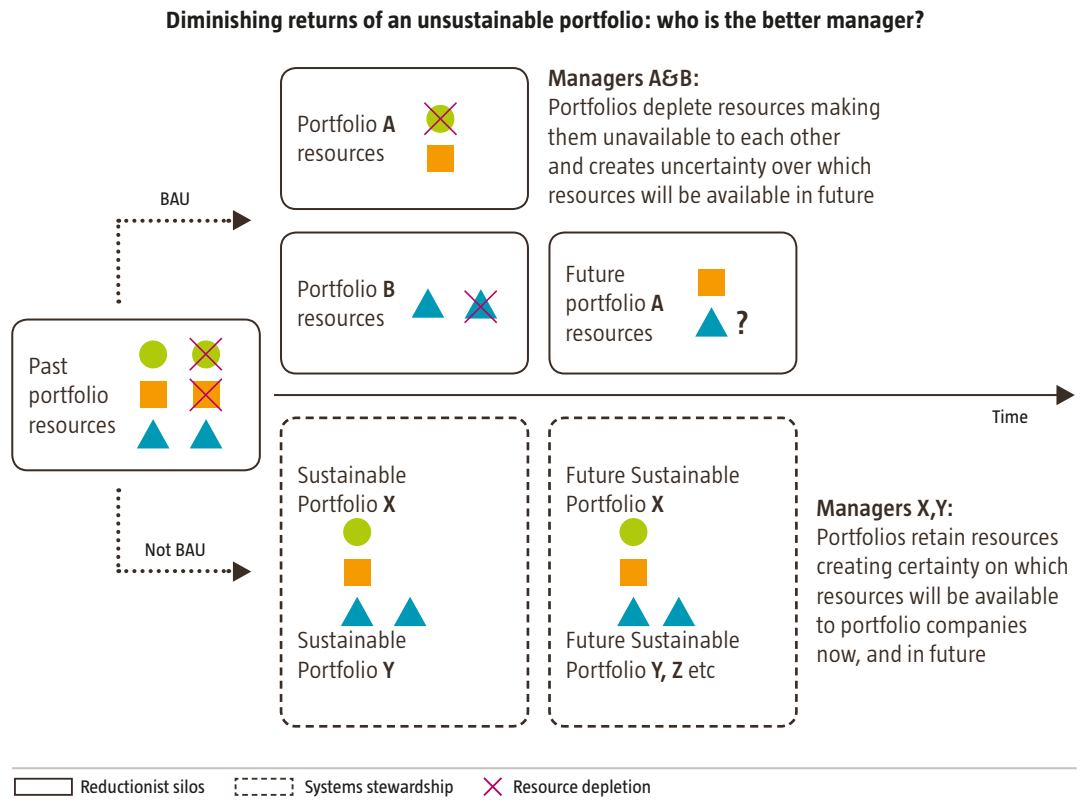 Diminishing returns of an unsustainable portfolio: who is the better manager?
Portfolio A
resources
Managers A&B:
Portfolios deplete resources making
them unavailable to each other
and creates uncertainty over which
resources will be available in future
BAU
Portfolio B
resources
Future
portfolio A
resources
?
Past
portfolio
resources
Time
Not BAU
Sustainable
Portfolio X
Sustainable
Portfolio Y
Future Sustainable
Portfolio X
Future Sustainable
Portfolio Y, Z etc
Managers X,Y:
Portfolios retain resources
creating certainty on which
resources will be available
to portfolio companies
now, and in future
Reductionist silos
Systems stewardship
Resource depletion